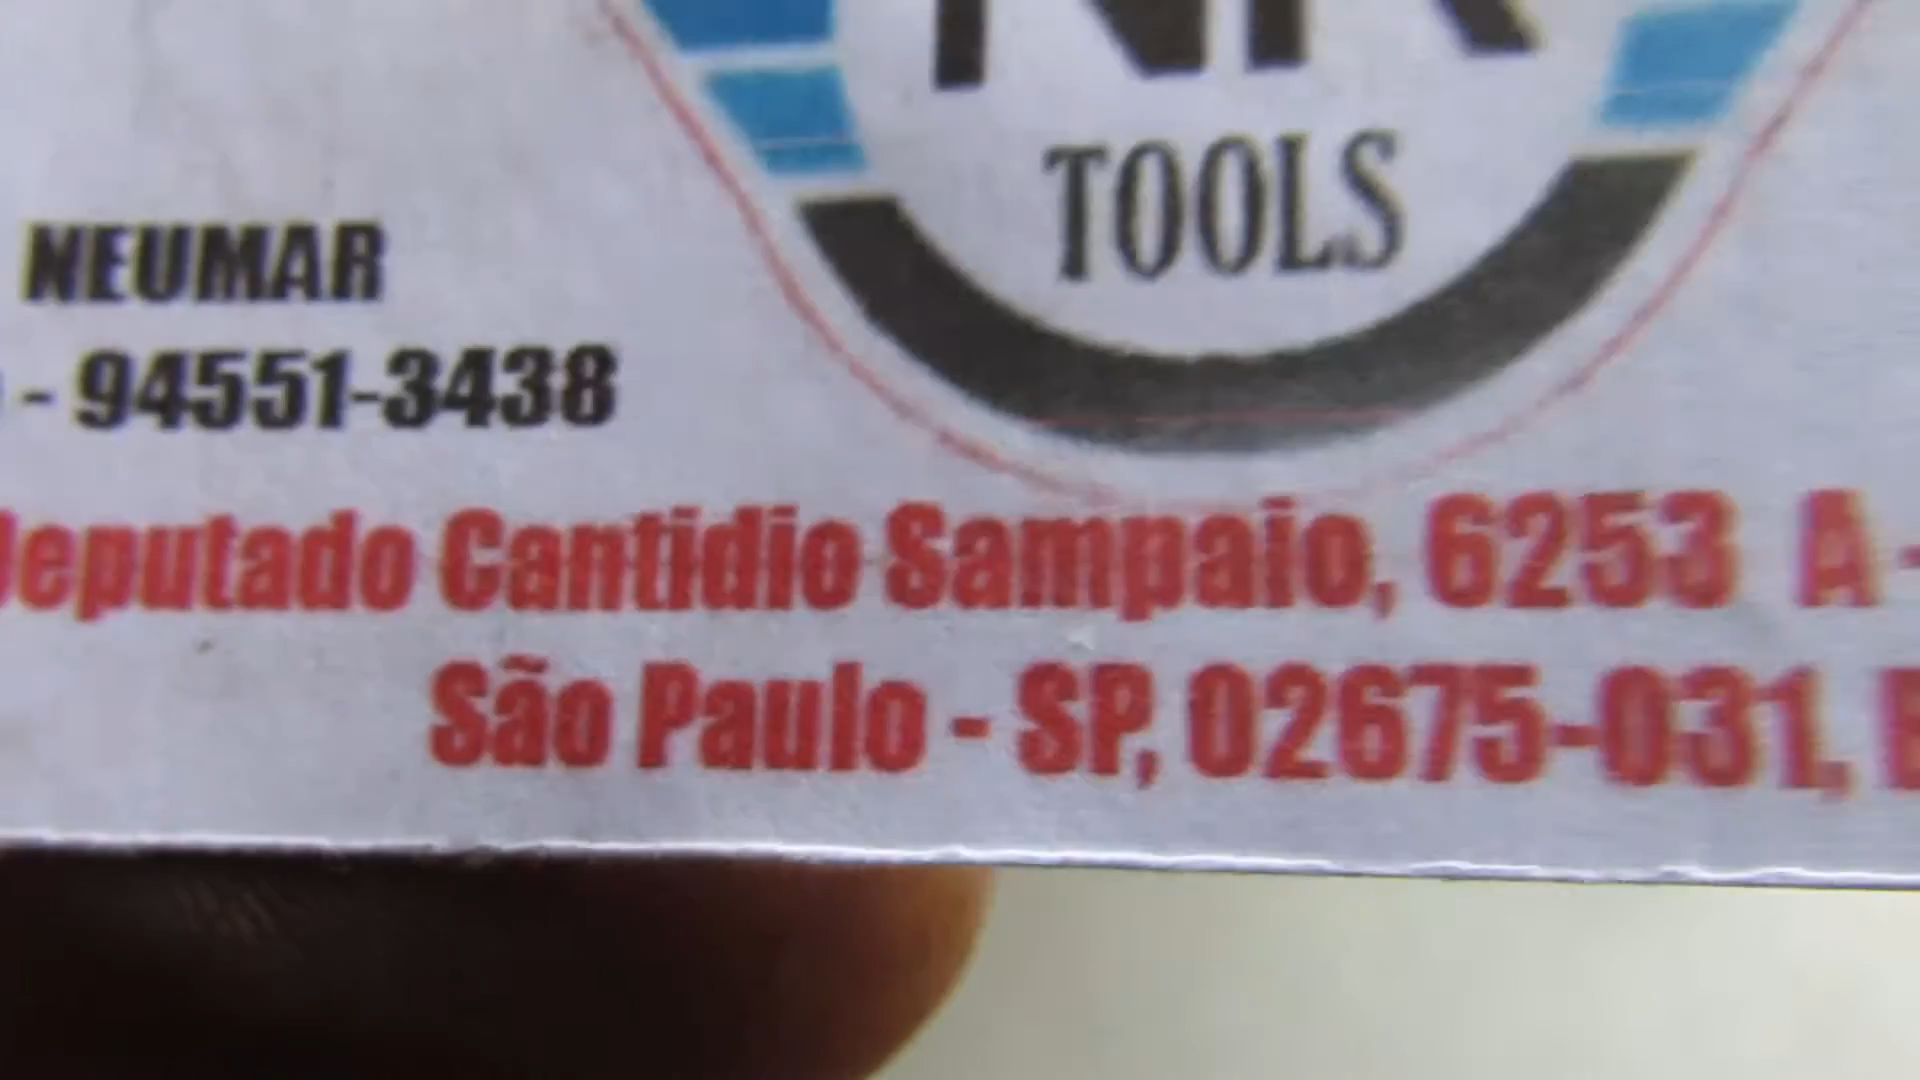 TOOLS
NEUMAR
- 94551-3438
deputado Cantidio Sampaio, 6253 A -
São Paulo - SP, 02675-031,